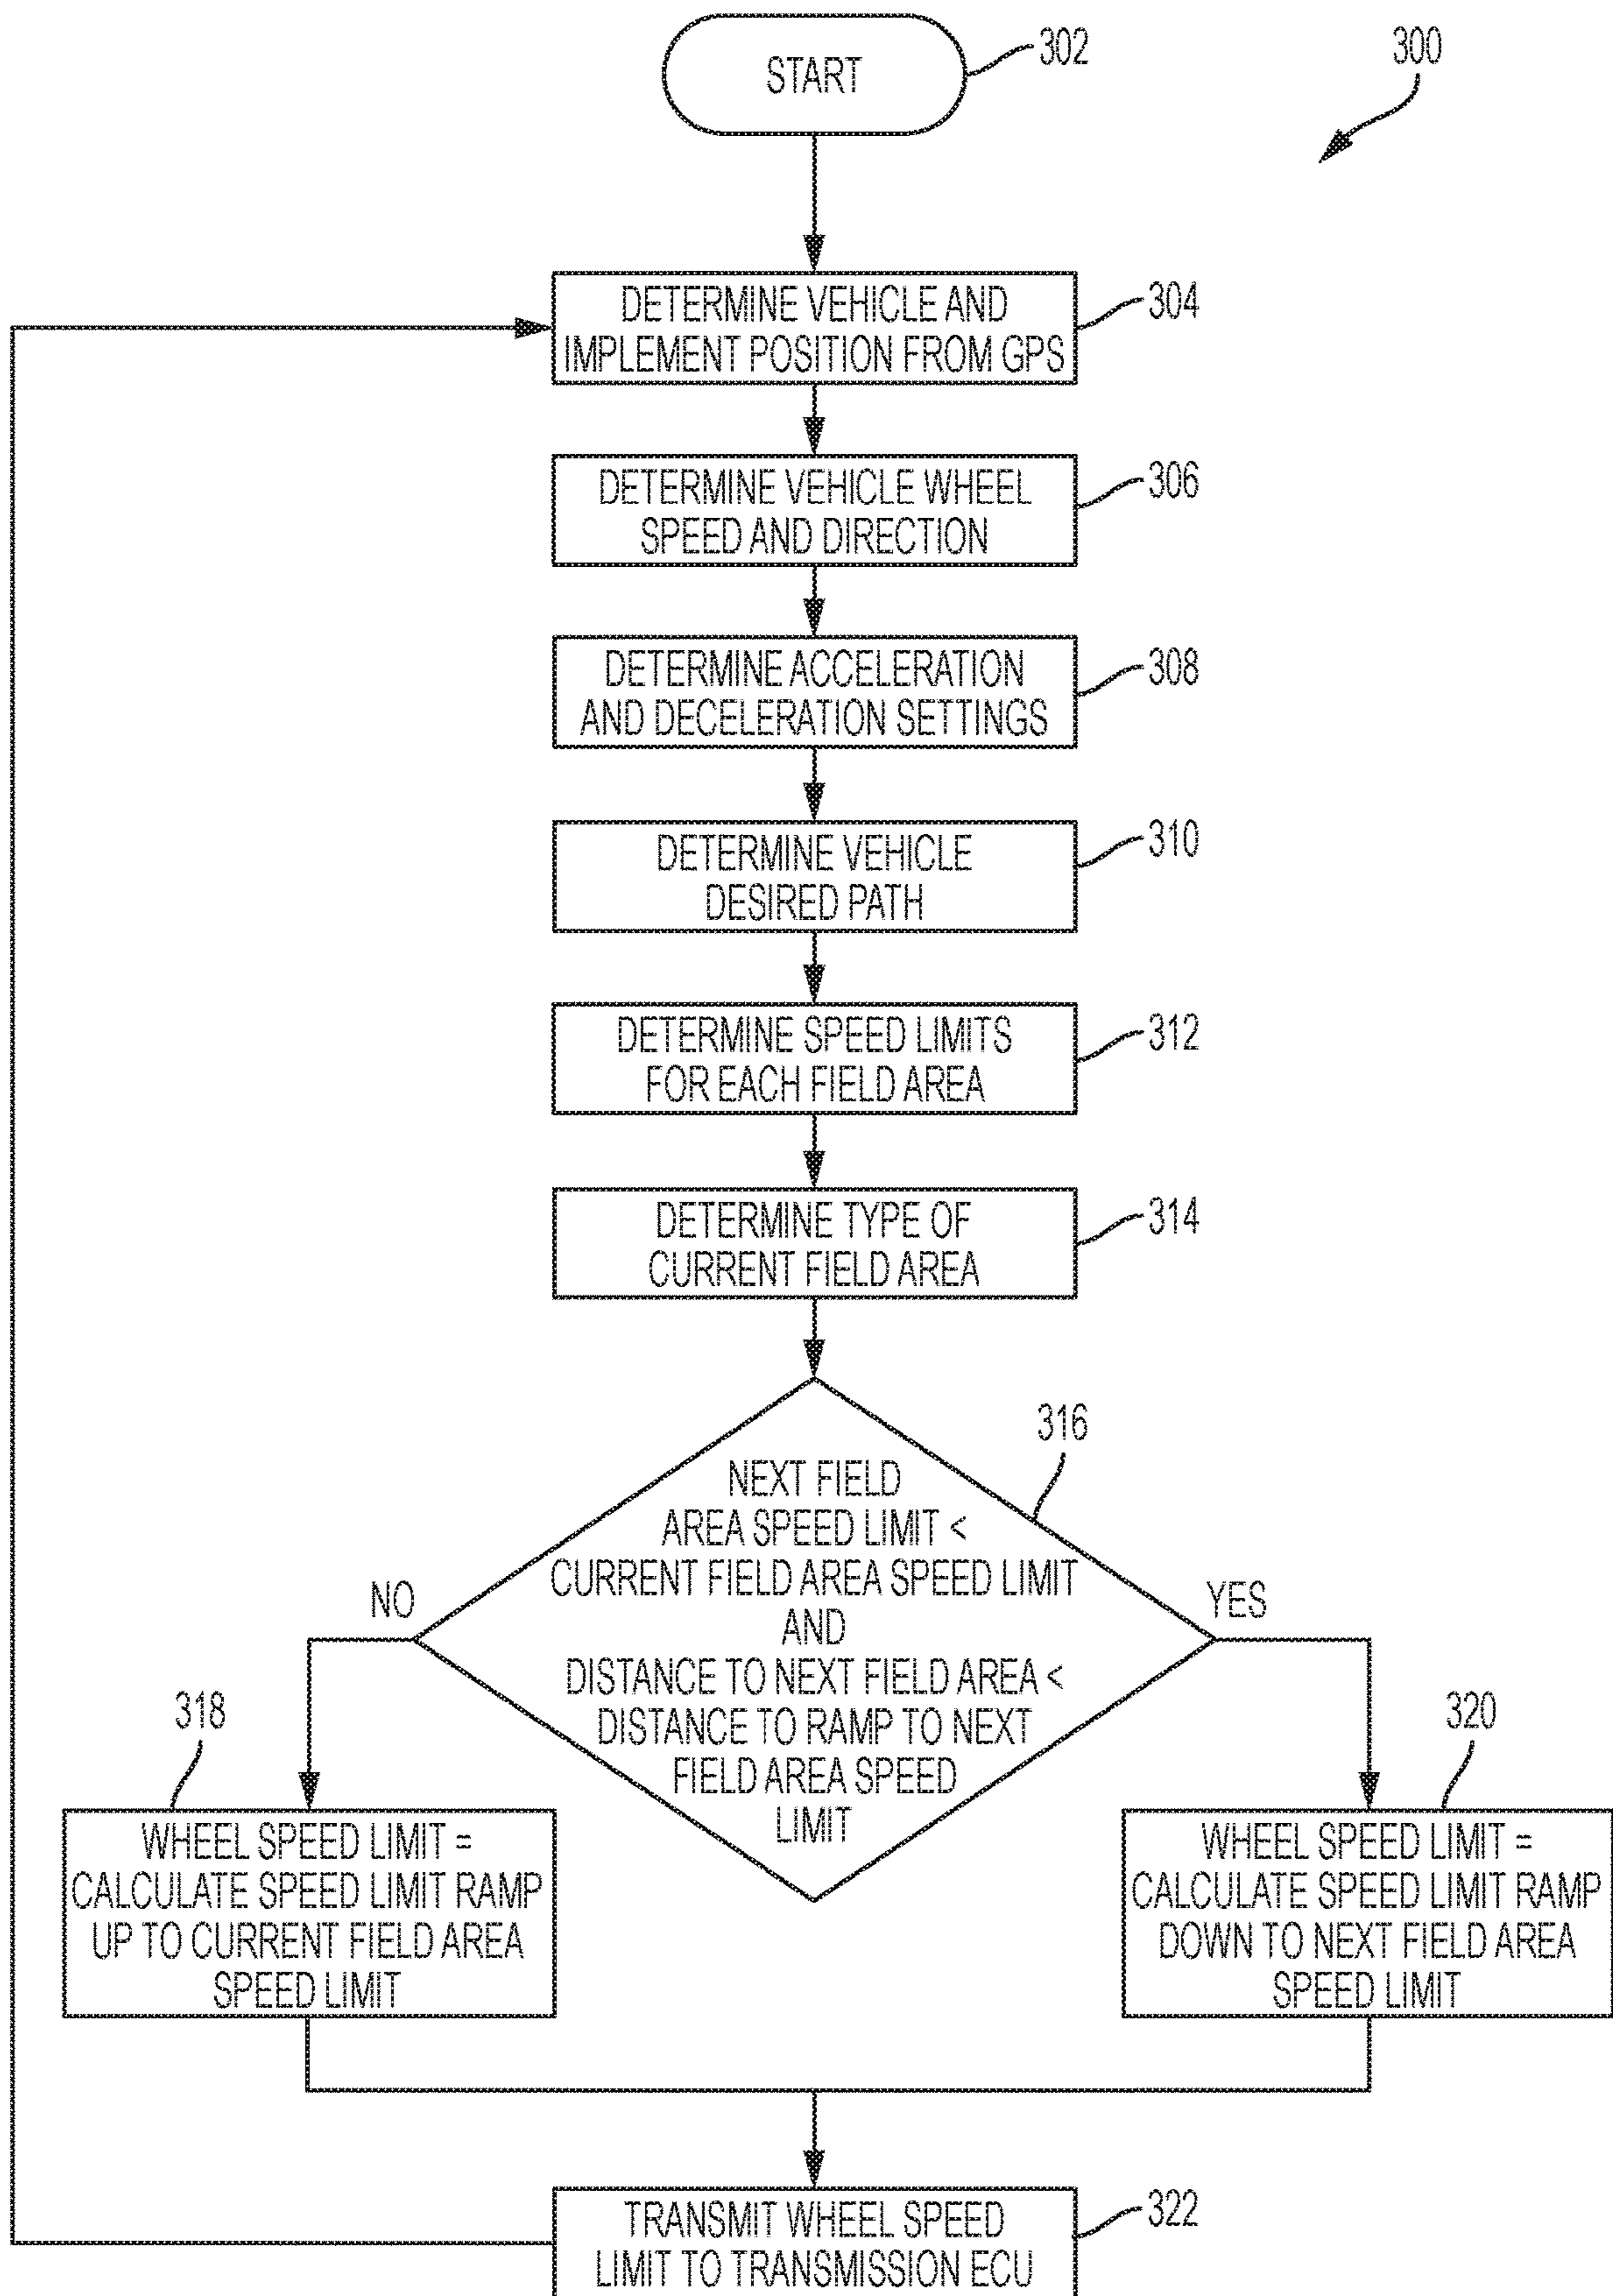 START
302
300
DETERMINE VEHICLE AND
IMPLEMENT POSITION FROM GPS
304
DETERMINE VEHICLE WHEEL
SPEED AND DIRECTION
306
DETERMINE ACCELERATION
AND DECELERATION SETTINGS
308
DETERMINE VEHICLE
DESIRED PATH
310
DETERMINE SPEED LIMITS
FOR EACH FIELD AREA
312
DETERMINE TYPE OF
CURRENT FIELD AREA
314
316
NEXT FIELD
AREA SPEED LIMIT <
CURRENT FIELD AREA SPEED LIMIT
AND
DISTANCE TO NEXT FIELD AREA <
DISTANCE TO RAMP TO NEXT
FIELD AREA SPEED
LIMIT
NO
YES
318
WHEEL SPEED LIMIT =
CALCULATE SPEED LIMIT RAMP
UP TO CURRENT FIELD AREA
SPEED LIMIT
320
WHEEL SPEED LIMIT =
CALCULATE SPEED LIMIT RAMP
DOWN TO NEXT FIELD AREA
SPEED LIMIT
TRANSMIT WHEEL SPEED
LIMIT TO TRANSMISSION ECU
322